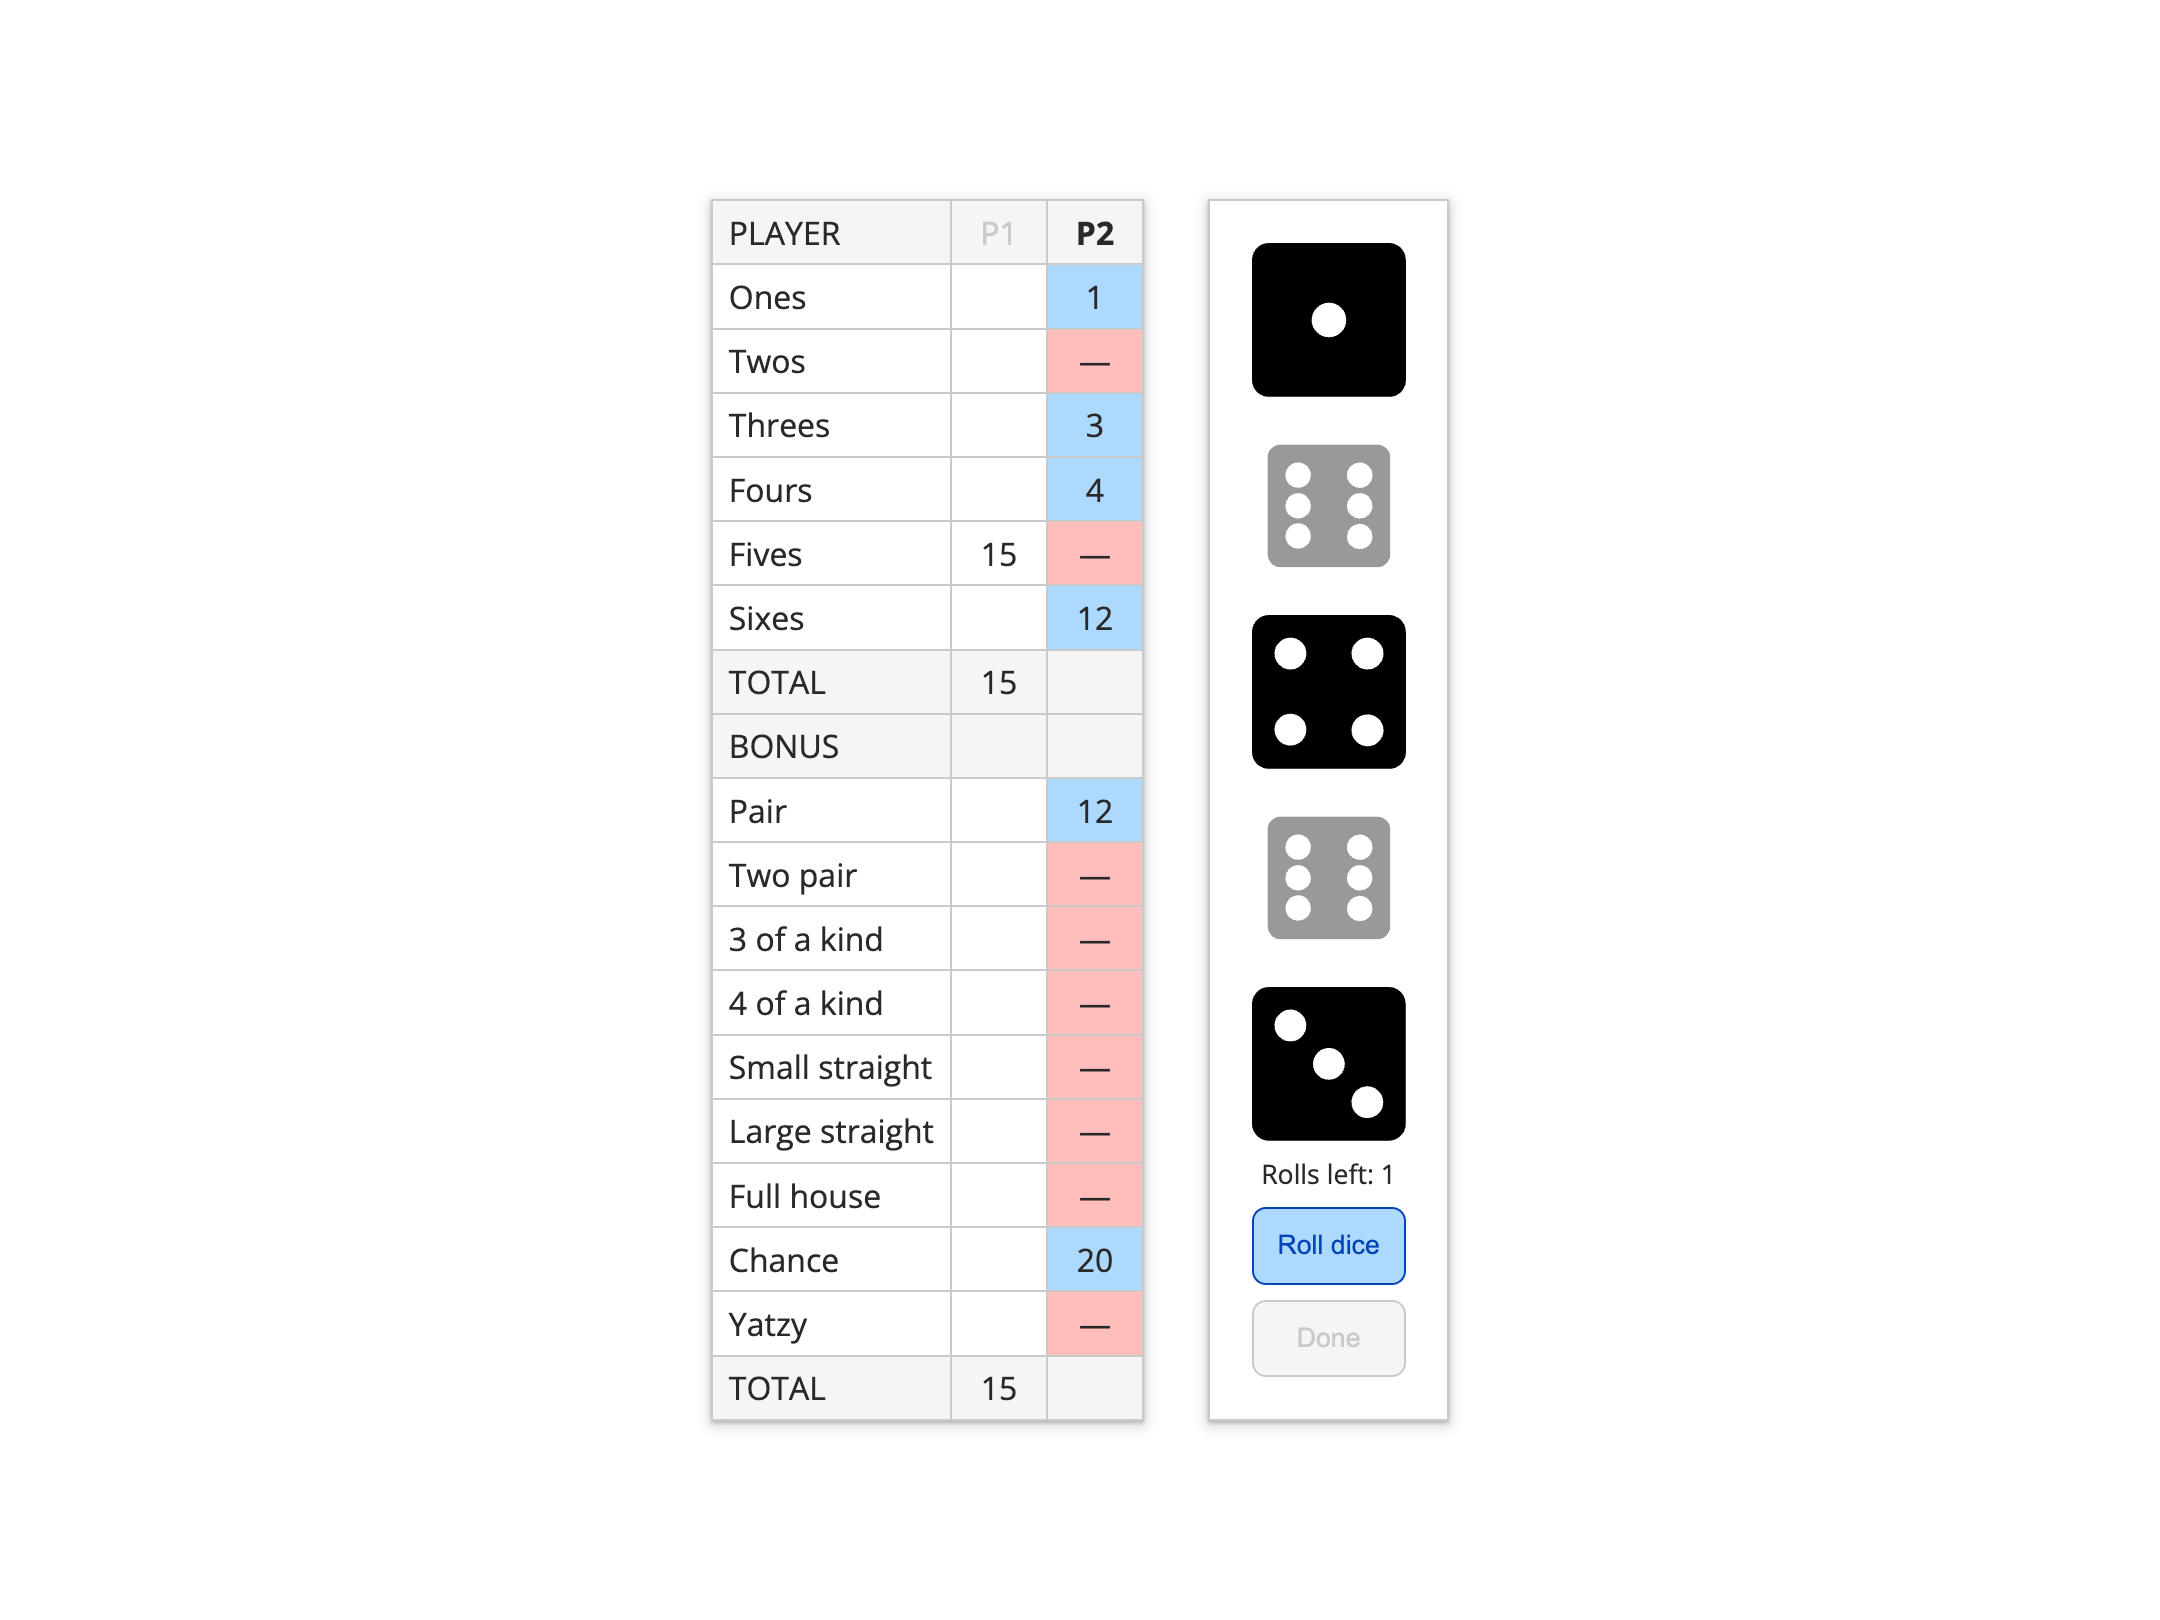 PLAYER P1 P2
Ones 1
Twos —
Threes 3
Fours 4
Fives 15 —
Sixes 12
TOTAL 15
BONUS
Pair 12
Two pair —
3 of a kind —
4 of a kind —
Small straight —
Large straight —
Full house —
Chance 20
Yatzy —
TOTAL 15
Rolls left: 1
Roll dice
Done